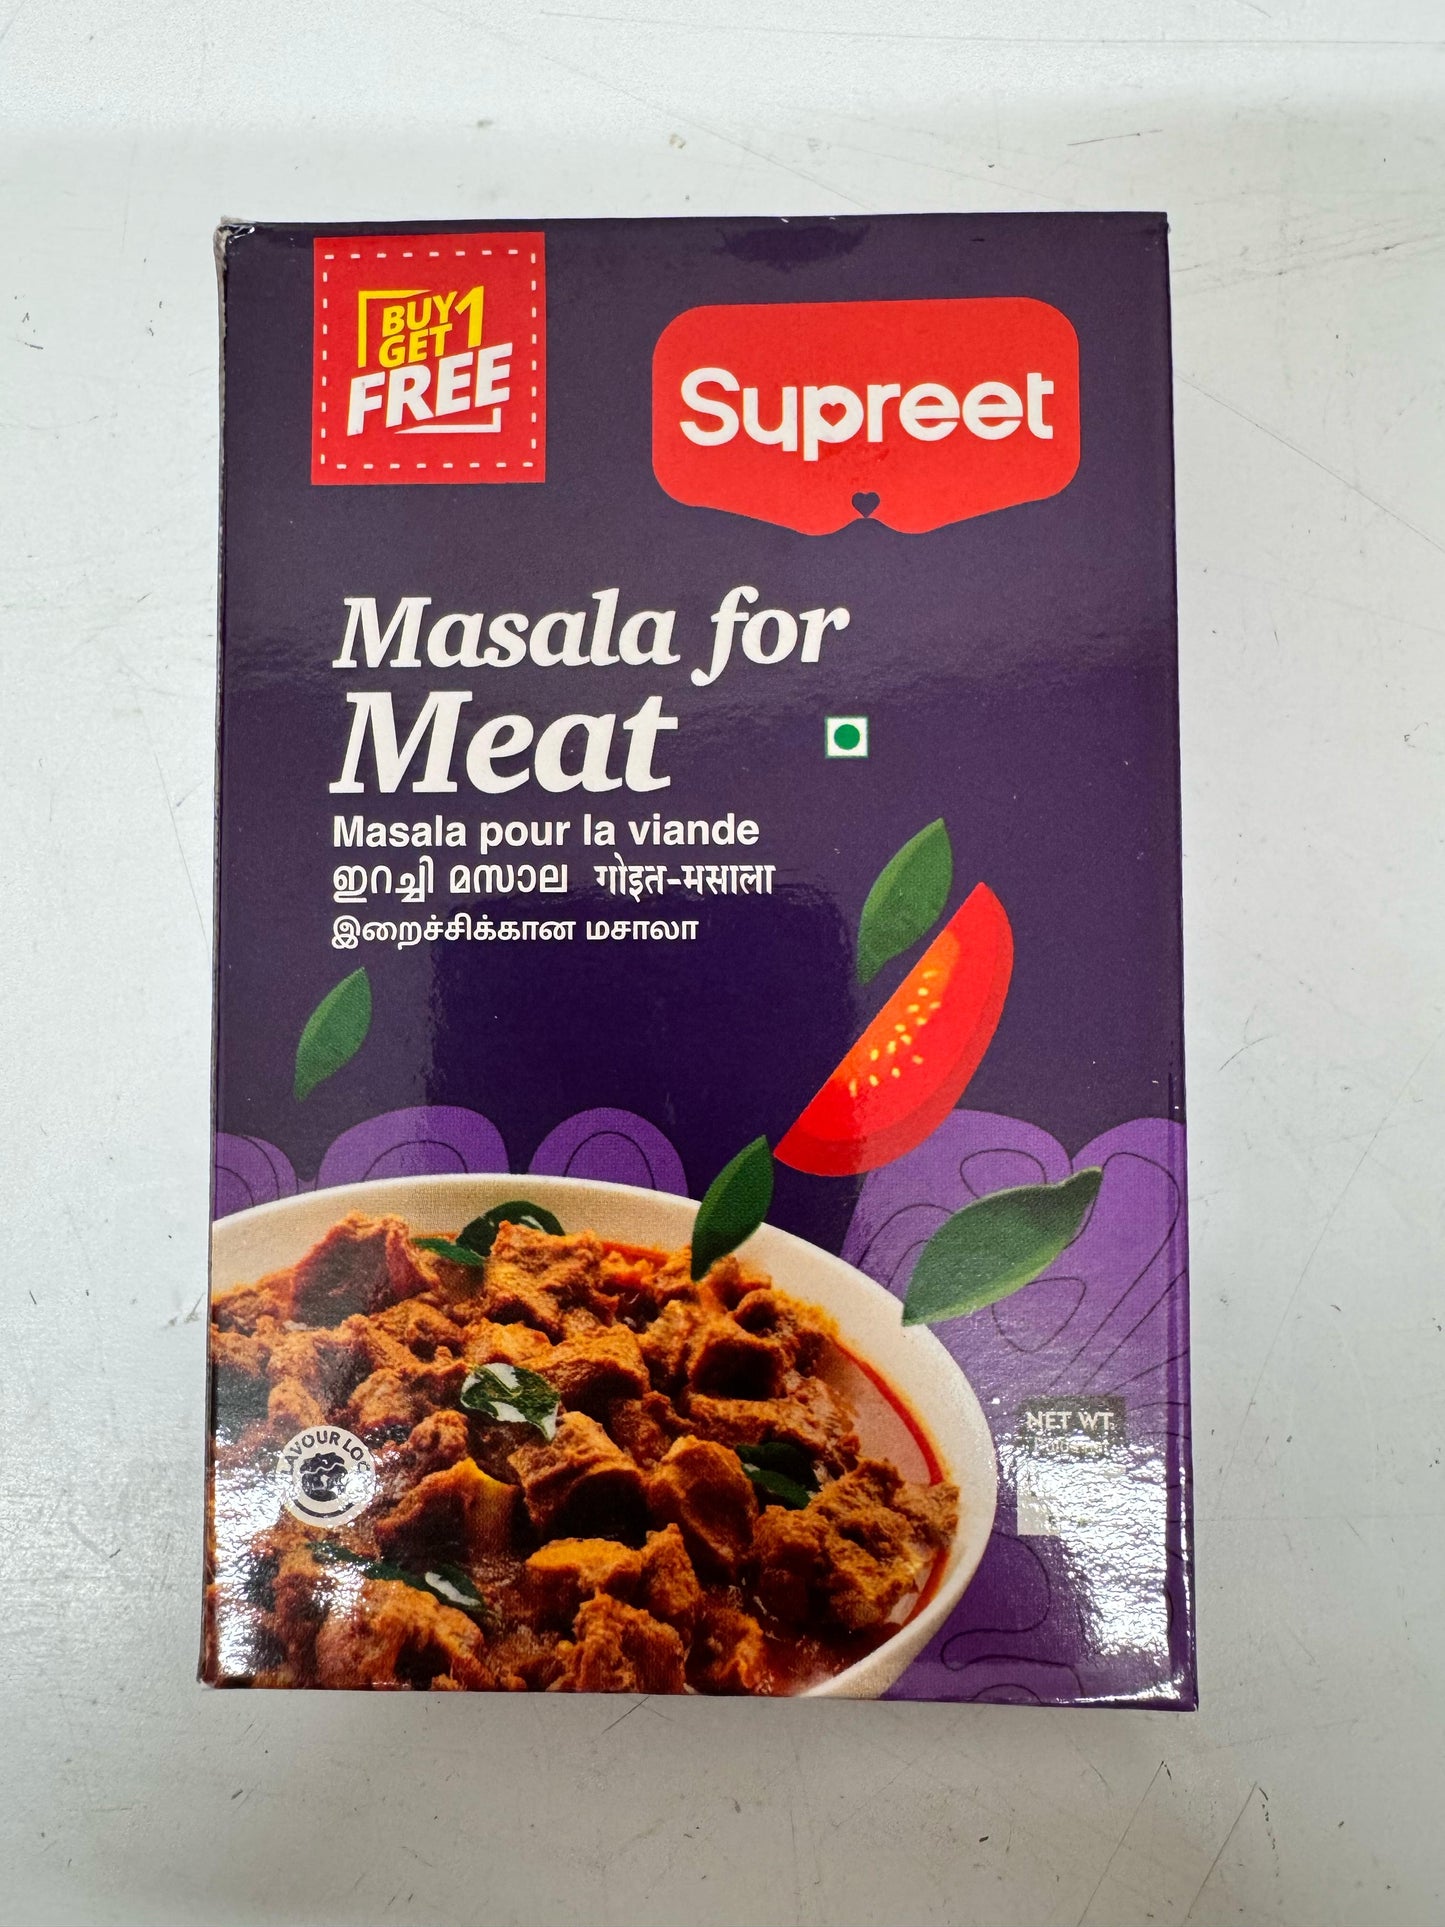 BUY 1
GET
FREE
Supreet
Masala for
Meat
Masala pour la viande
ഇറച്ചി മസാല गोइत-मसाला
இறைச்சிக்கான மசாலா
NET WT.